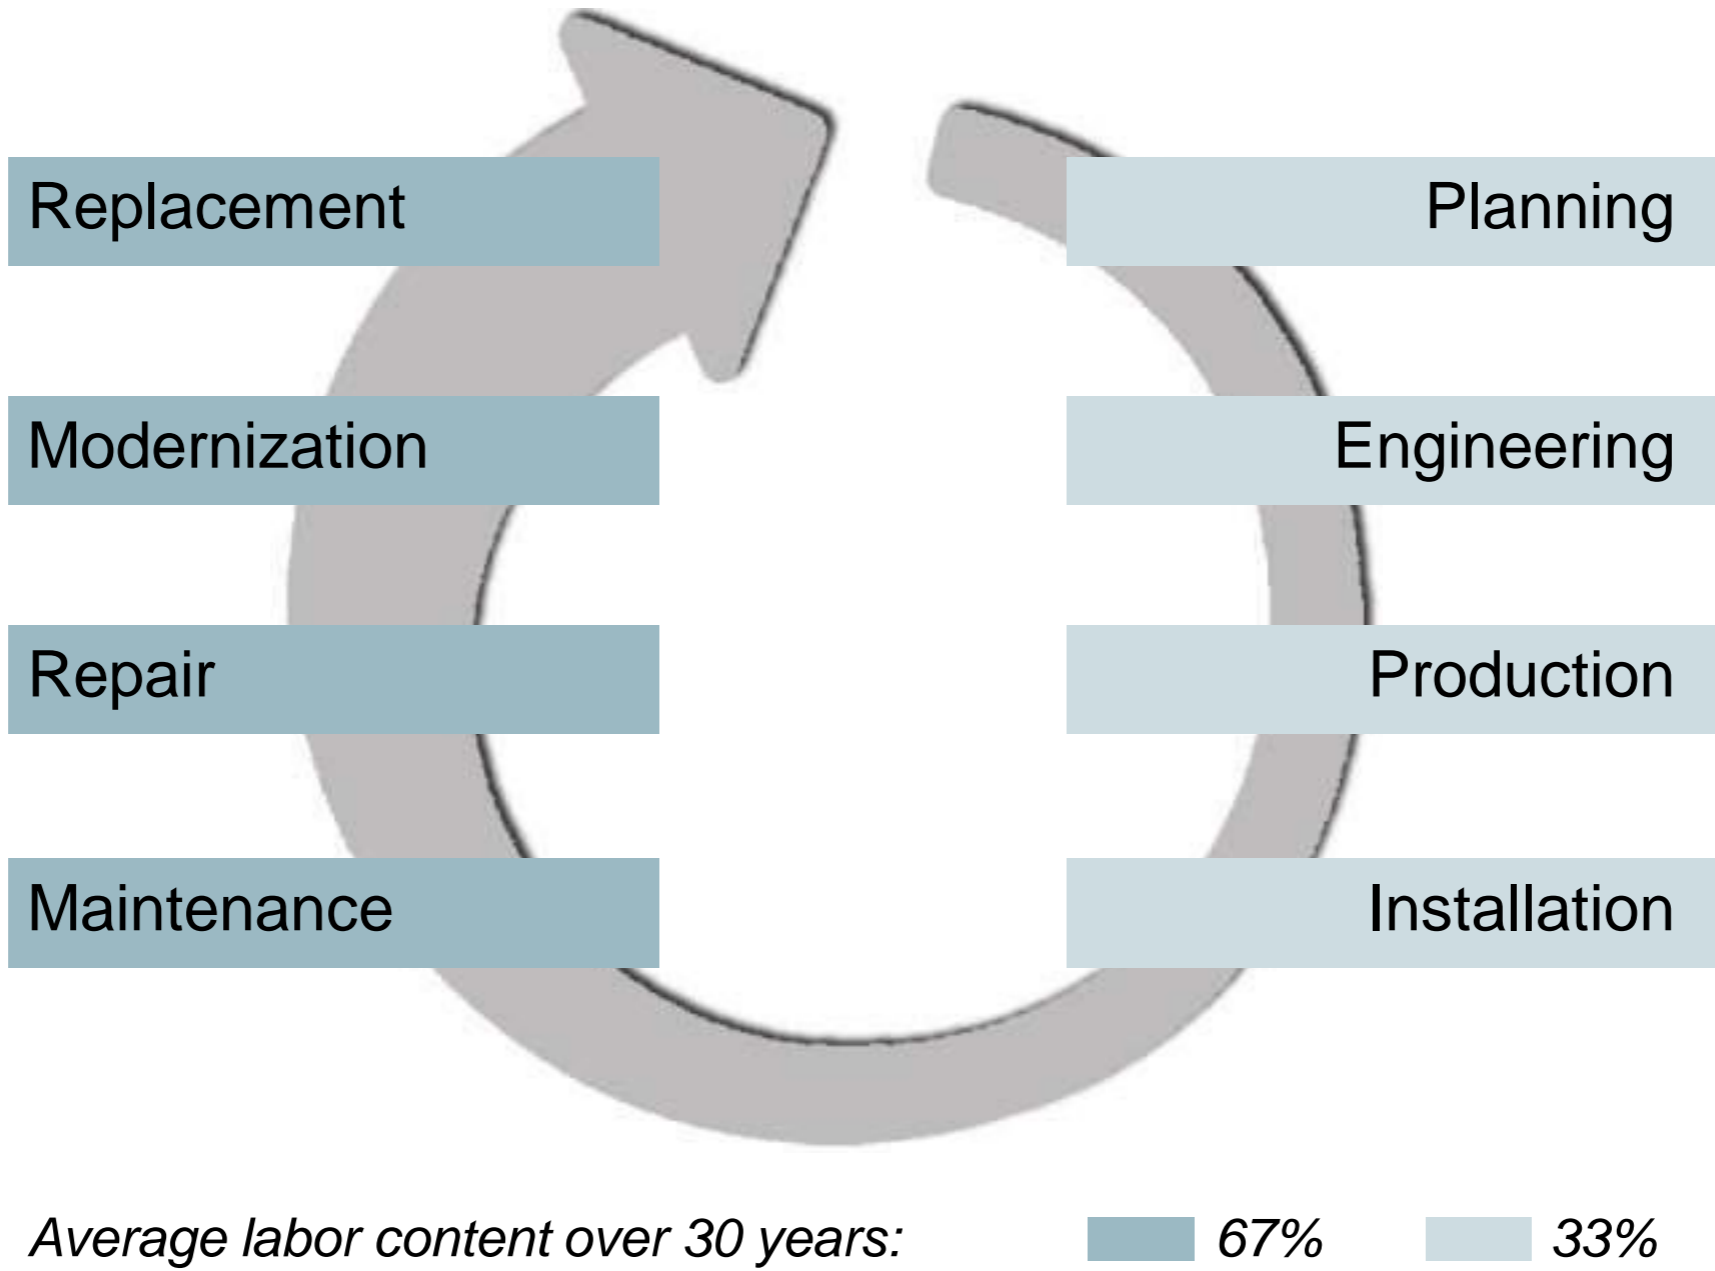 Replacement
Planning
Modernization
Engineering
Repair
Production
Maintenance
Installation
Average labor content over 30 years: 67% 33%